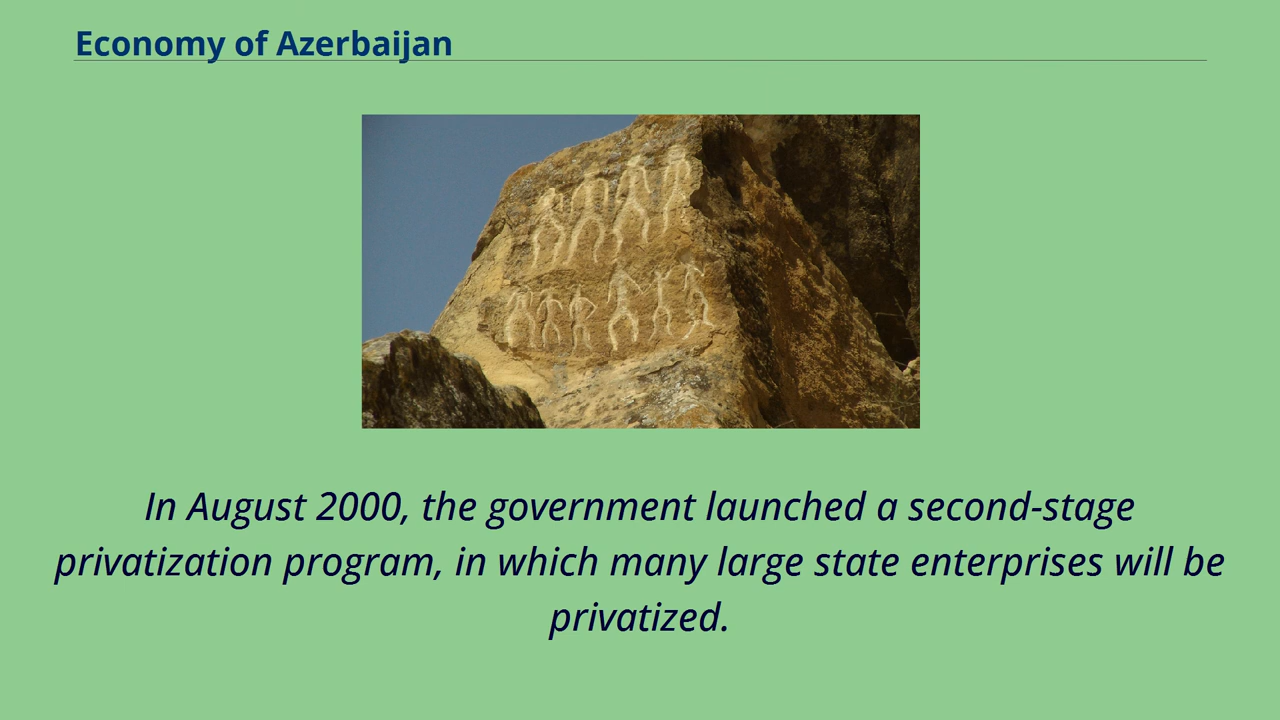 Economy of Azerbaijan
In August 2000, the government launched a second-stage
privatization program, in which many large state enterprises will be
privatized.